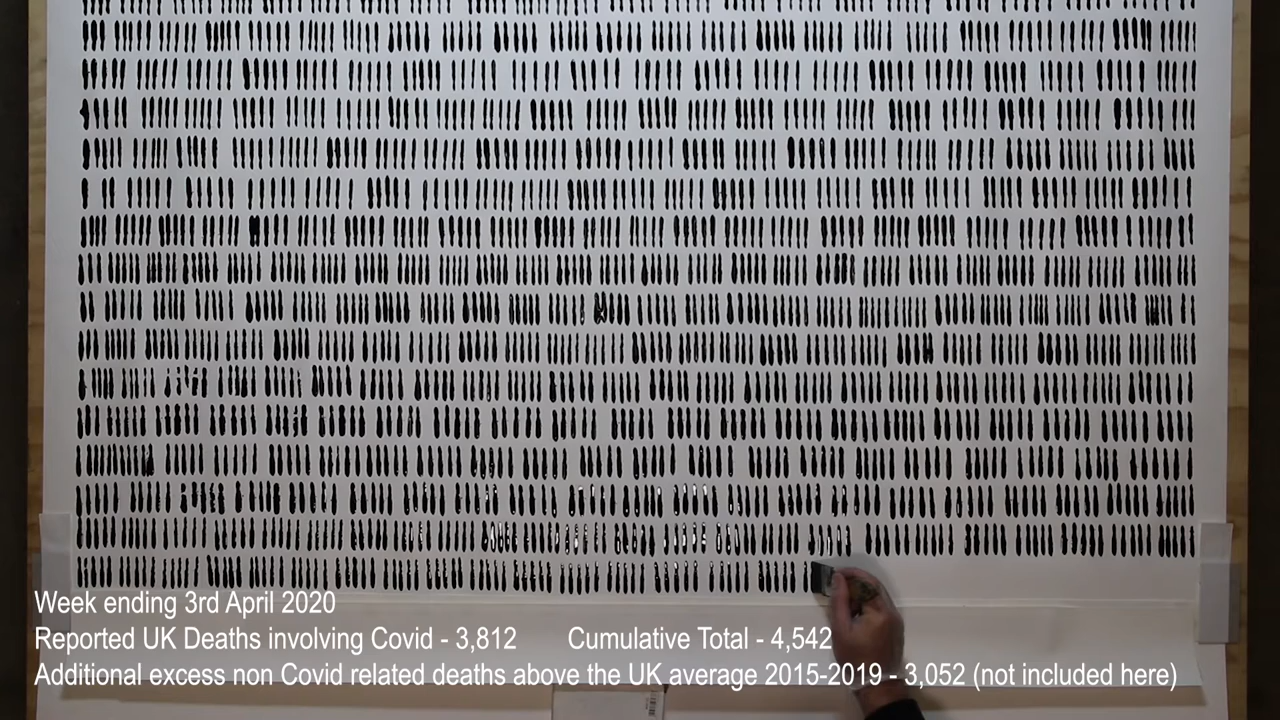 Week ending 3rd April 2020
Reported UK Deaths involving Covid - 3,812 Cumulative Total - 4,542
Additional excess non Covid related deaths above the UK average 2015-2019 - 3,052 (not included here)